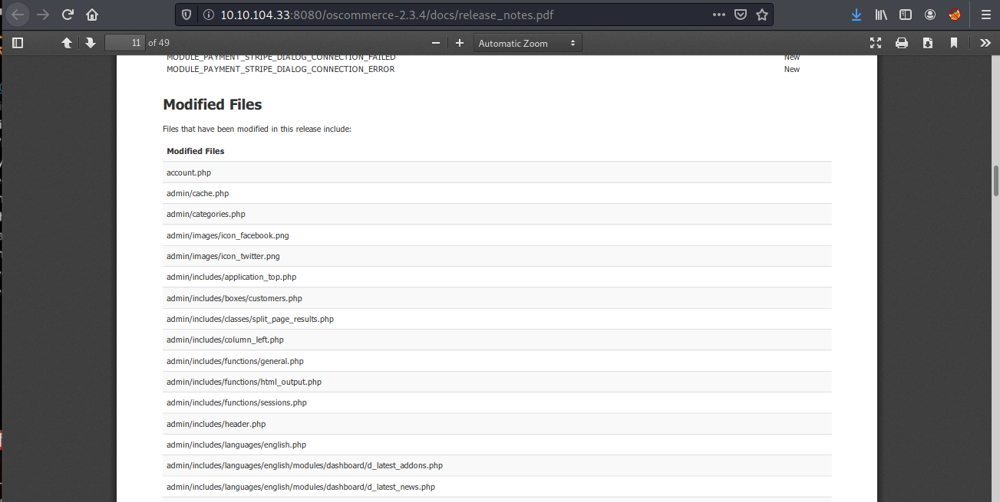 10.10.104.33:8080/oscommerce-2.3.4/docs/release_notes.pdf
11 of 49
Automatic Zoom
MODULE_PAYMENT_STRIPE_DIALOG_CONNECTION_FAILED New
MODULE_PAYMENT_STRIPE_DIALOG_CONNECTION_ERROR New
Modified Files
Files that have been modified in this release include:
Modified Files
account.php
admin/cache.php
admin/categories.php
admin/images/icon_facebook.png
admin/images/icon_twitter.png
admin/includes/application_top.php
admin/includes/boxes/customers.php
admin/includes/classes/split_page_results.php
admin/includes/column_left.php
admin/includes/functions/general.php
admin/includes/functions/html_output.php
admin/includes/functions/sessions.php
admin/includes/header.php
admin/includes/languages/english.php
admin/includes/languages/english/modules/dashboard/d_latest_addons.php
admin/includes/languages/english/modules/dashboard/d_latest_news.php